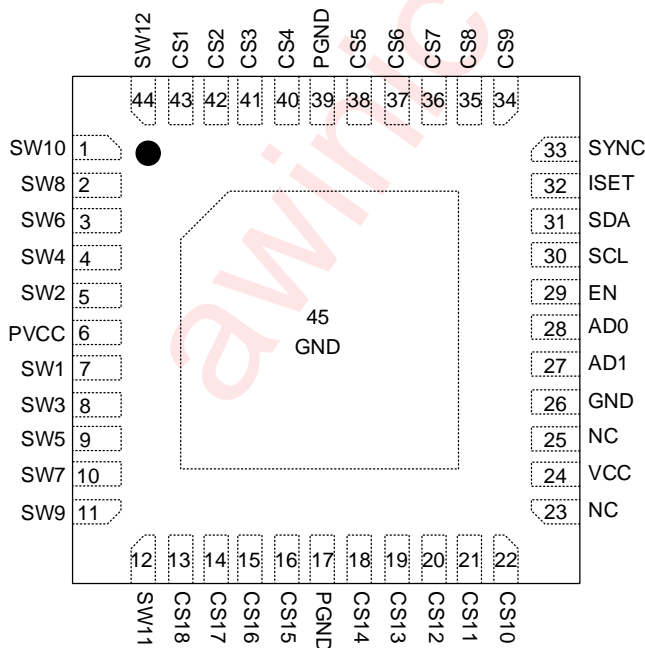 SW12 CS1 CS2 CS3 CS4 PGND CS5 CS6 CS7 CS8 CS9
44 43 42 41 40 39 38 37 36 35 34
SW10 1 33 SYNC
SW8 2 32 ISET
SW6 3 31 SDA
SW4 4 30 SCL
SW2 5 29 EN
PVCC 6 28 AD0
SW1 7 27 AD1
SW3 8 26 GND
SW5 9 25 NC
SW7 10 24 VCC
SW9 11 23 NC
45
GND
12 13 14 15 16 17 18 19 20 21 22
SW11 CS18 CS17 CS16 CS15 PGND CS14 CS13 CS12 CS11 CS10
awinic